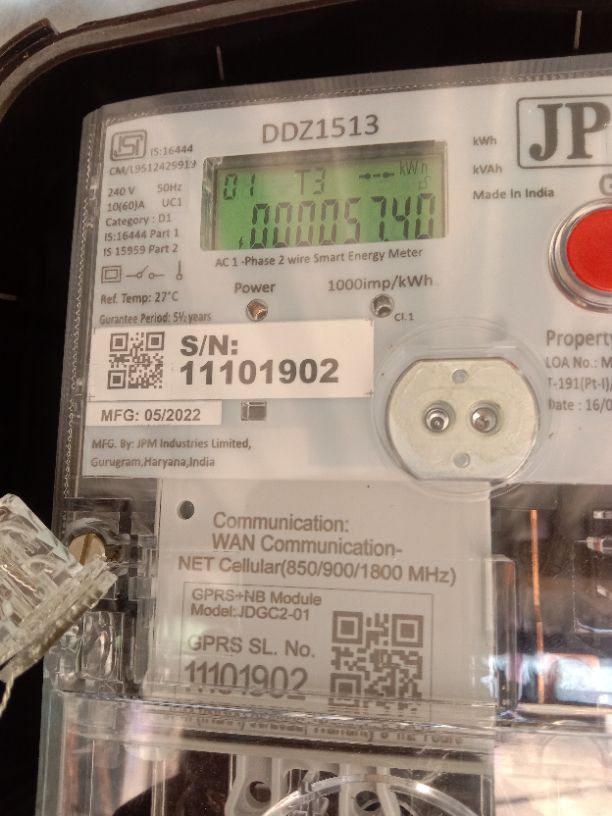 DDZ1513
JP
IS:16444
CM/L9512429913
240 V 50Hz
10(60)A UC1
Category : D1
IS:16444 Part 1
IS 15959 Part 2
Ref. Temp: 27°C
Gurantee Period: 5½ years
01 T3 kWh
00005740
kWh
kVAh
Made In India
AC 1 -Phase 2 wire Smart Energy Meter
Power
1000imp/kWh
Cl.1
S/N:
11101902
MFG: 05/2022
MFG. By: JPM Industries Limited,
Gurugram,Haryana,India
Property
LOA No.: M
T-191(Pt-I)
Date : 16/0
Communication:
WAN Communication-
NET Cellular(850/900/1800 MHz)
GPRS+NB Module
Model:JDGC2-01
GPRS SL. No.
11101902